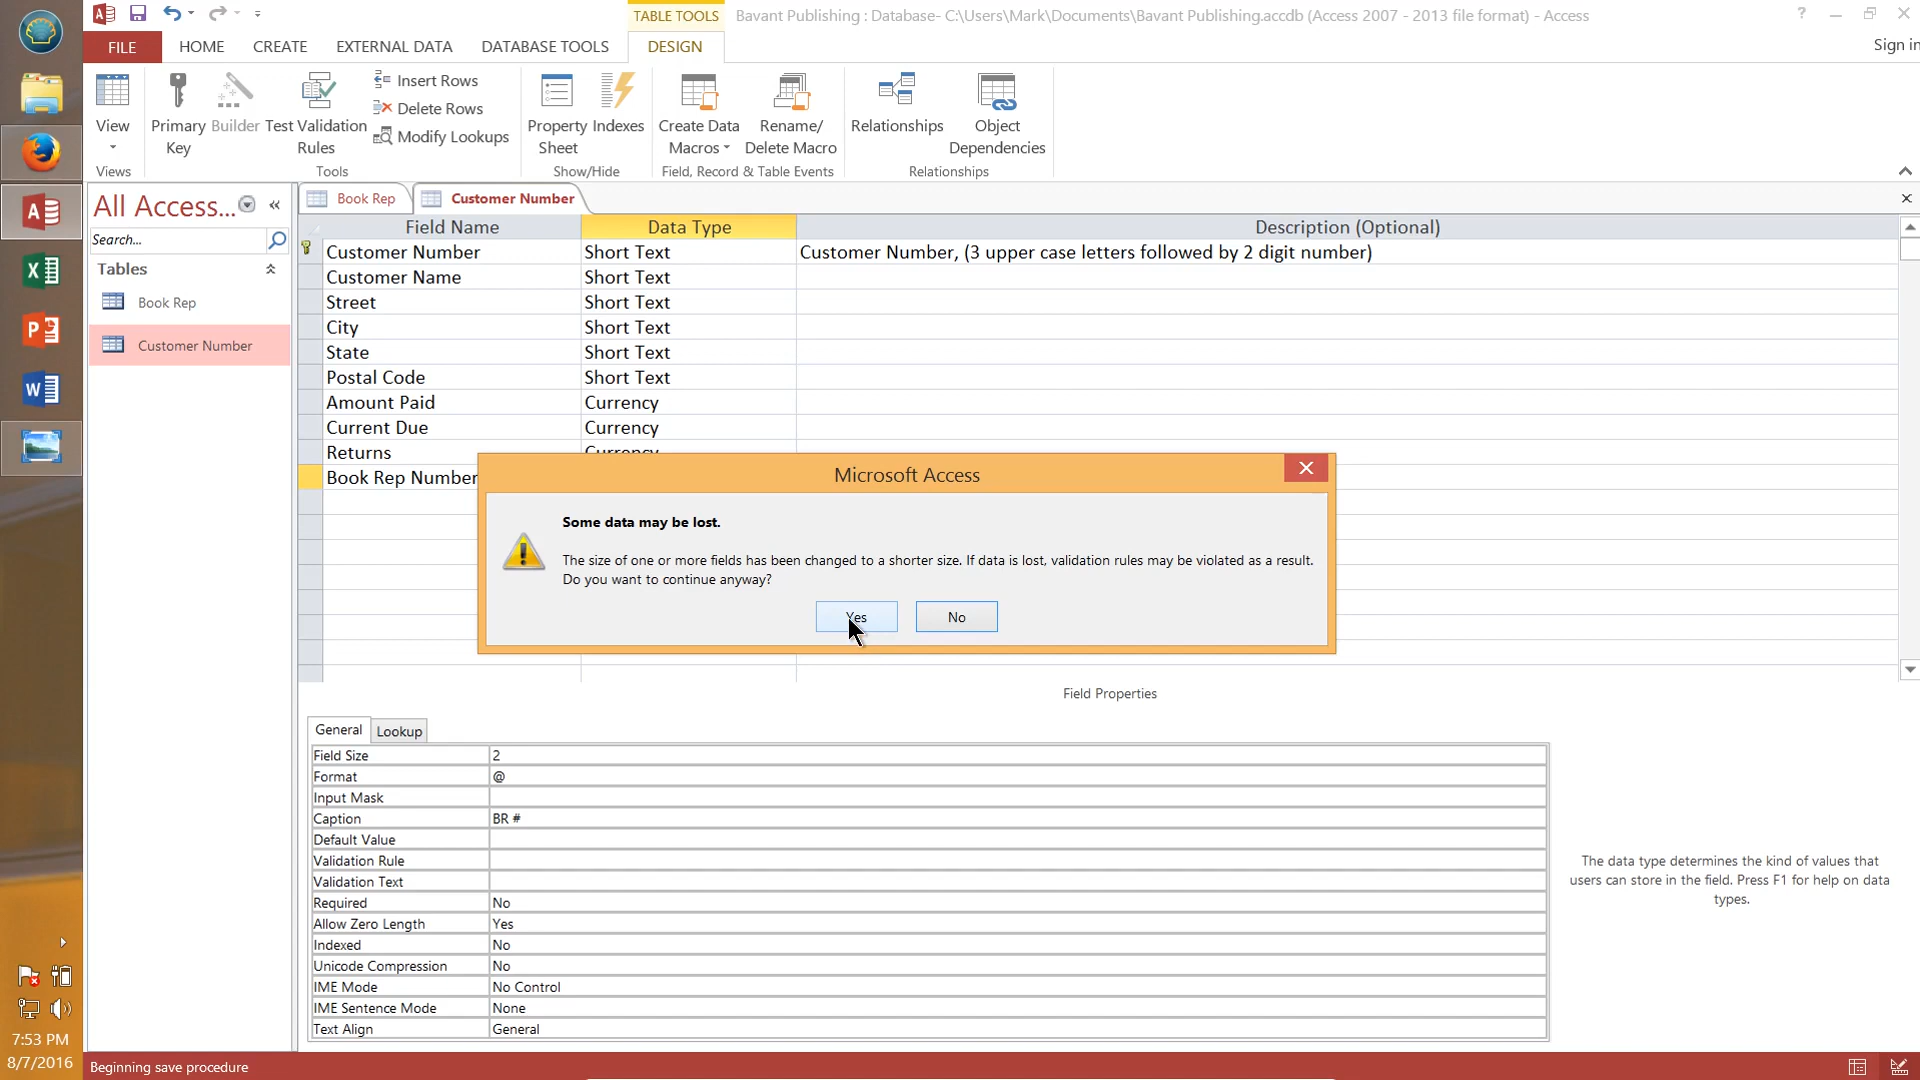 TABLE TOOLS
Bavant Publishing : Database- C:\Users\Mark\Documents\Bavant Publishing.accdb (Access 2007 - 2013 file format) - Access
?
FILE HOME CREATE EXTERNAL DATA DATABASE TOOLS DESIGN
Sign in
View
Primary Key
Builder
Test Validation Rules
Insert Rows
Delete Rows
Modify Lookups
Property Sheet
Indexes
Create Data Macros
Rename/ Delete Macro
Relationships
Object Dependencies
Views
Tools
Show/Hide
Field, Record & Table Events
Relationships
All Access...
Search...
Tables
Book Rep
Customer Number
Book Rep
Customer Number
Field Name Data Type Description (Optional)
Customer Number Short Text Customer Number, (3 upper case letters followed by 2 digit number)
Customer Name Short Text
Street Short Text
City Short Text
State Short Text
Postal Code Short Text
Amount Paid Currency
Current Due Currency
Returns Currency
Book Rep Number
Microsoft Access
Some data may be lost.
The size of one or more fields has been changed to a shorter size. If data is lost, validation rules may be violated as a result.
Do you want to continue anyway?
Yes No
Field Properties
General Lookup
Field Size 2
Format @
Input Mask
Caption BR #
Default Value
Validation Rule
Validation Text
Required No
Allow Zero Length Yes
Indexed No
Unicode Compression No
IME Mode No Control
IME Sentence Mode None
Text Align General
The data type determines the kind of values that
users can store in the field. Press F1 for help on data
types.
7:53 PM
8/7/2016
Beginning save procedure